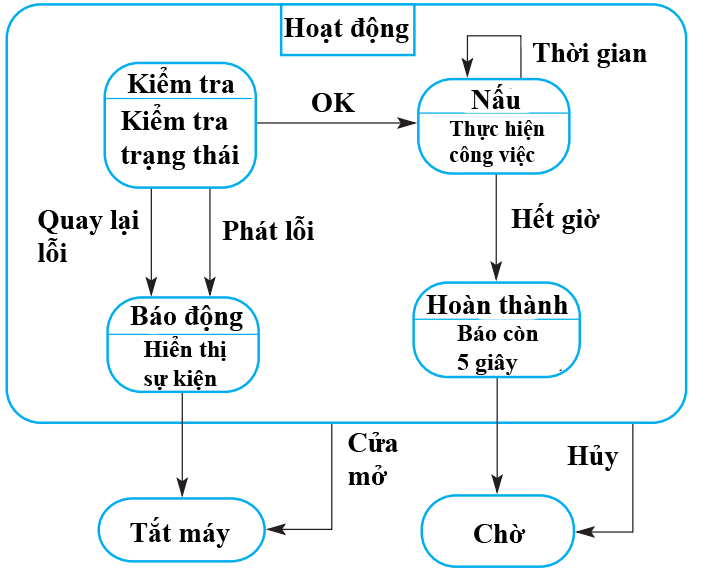 Hoạt động
Kiểm tra
Kiểm tra
trạng thái
OK
Thời gian
Nấu
Thực hiện
công việc
Quay lại
lỗi
Phát lỗi
Hết giờ
Báo động
Hiển thị
sự kiện
Hoàn thành
Báo còn
5 giây
Cửa
mở
Hủy
Tắt máy
Chờ